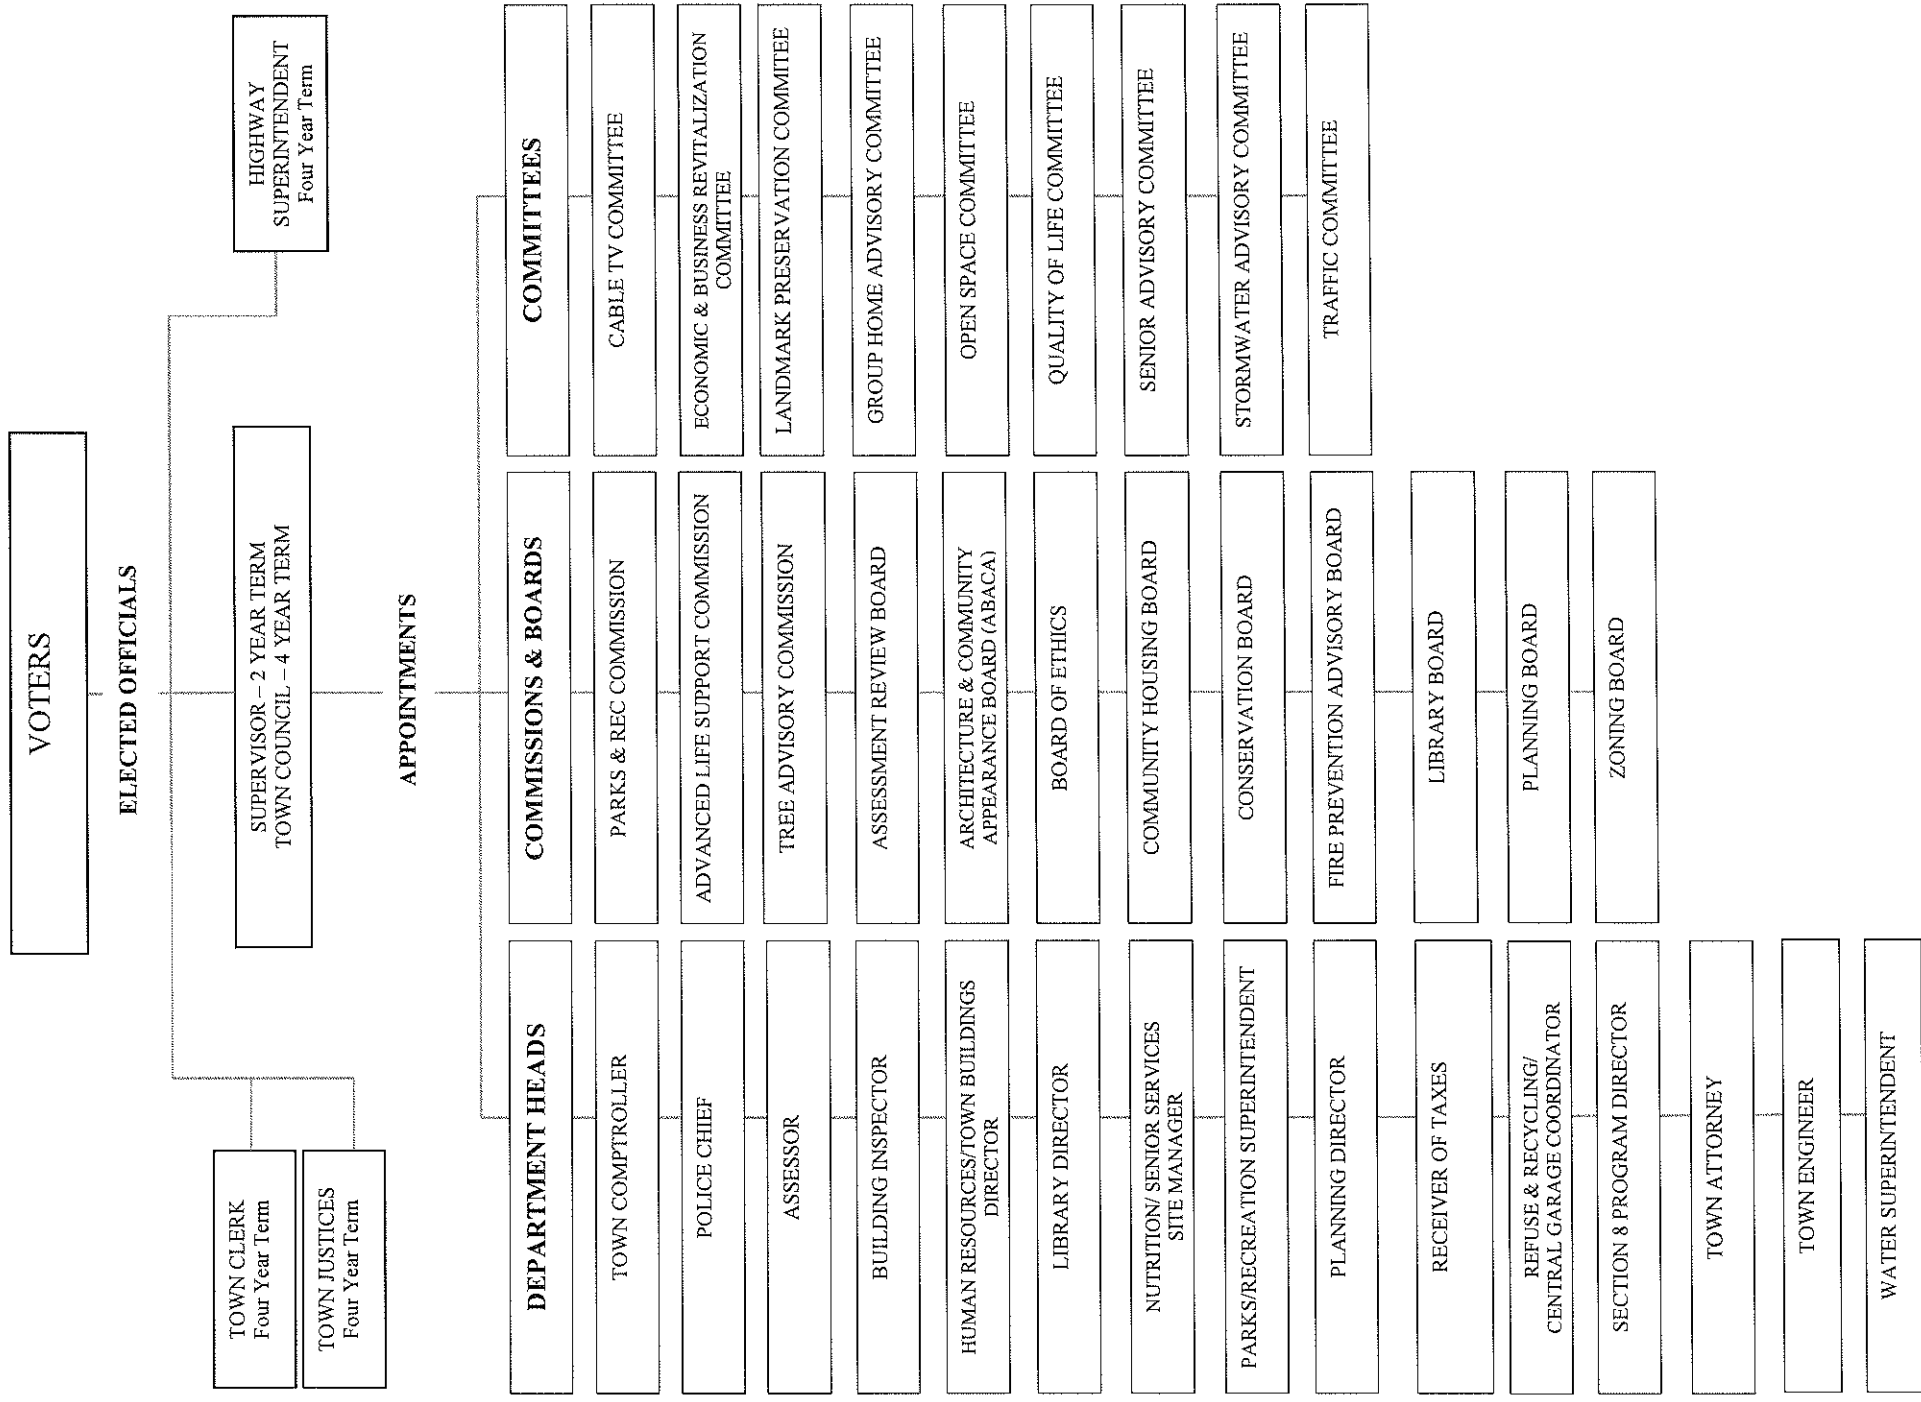 VOTERS
ELECTED OFFICIALS
TOWN CLERK
Four Year Term
TOWN JUSTICES
Four Year Term
SUPERVISOR – 2 YEAR TERM
TOWN COUNCIL – 4 YEAR TERM
HIGHWAY
SUPERINTENDENT
Four Year Term
APPOINTMENTS
DEPARTMENT HEADS
TOWN COMPTROLLER
POLICE CHIEF
ASSESSOR
BUILDING INSPECTOR
HUMAN RESOURCES/TOWN BUILDINGS
DIRECTOR
LIBRARY DIRECTOR
NUTRITION/ SENIOR SERVICES
SITE MANAGER
PARKS/RECREATION SUPERINTENDENT
PLANNING DIRECTOR
RECEIVER OF TAXES
REFUSE & RECYCLING/
CENTRAL GARAGE COORDINATOR
SECTION 8 PROGRAM DIRECTOR
TOWN ATTORNEY
TOWN ENGINEER
WATER SUPERINTENDENT
COMMISSIONS & BOARDS
PARKS & REC COMMISSION
ADVANCED LIFE SUPPORT COMMISSION
TREE ADVISORY COMMISSION
ASSESSMENT REVIEW BOARD
ARCHITECTURE & COMMUNITY
APPEARANCE BOARD (ABACA)
BOARD OF ETHICS
COMMUNITY HOUSING BOARD
CONSERVATION BOARD
FIRE PREVENTION ADVISORY BOARD
LIBRARY BOARD
PLANNING BOARD
ZONING BOARD
COMMITTEES
CABLE TV COMMITTEE
ECONOMIC & BUSINESS REVITALIZATION
COMMITTEE
LANDMARK PRESERVATION COMMITEE
GROUP HOME ADVISORY COMMITTEE
OPEN SPACE COMMITTEE
QUALITY OF LIFE COMMITTEE
SENIOR ADVISORY COMMITTEE
STORMWATER ADVISORY COMMITTEE
TRAFFIC COMMITTEE